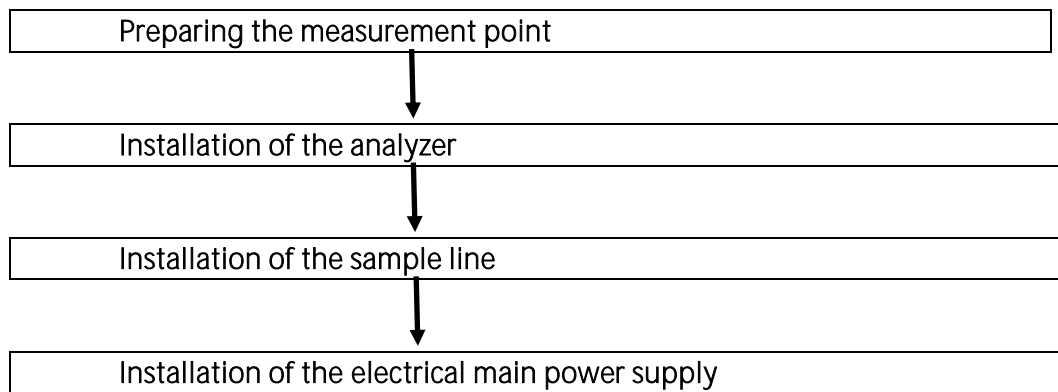 Preparing the measurement point
Installation of the analyzer
Installation of the sample line
Installation of the electrical main power supply